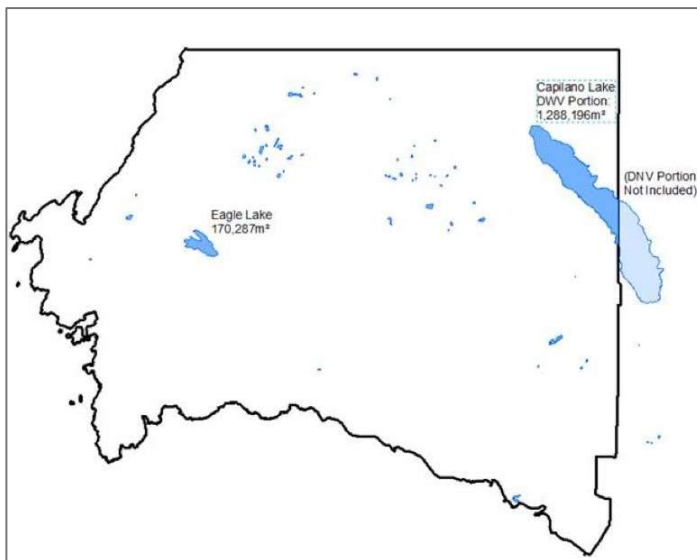 Capilano Lake
DWV Portion:
1,288,196m²
(DNV Portion
Not Included)
Eagle Lake
170,287m²